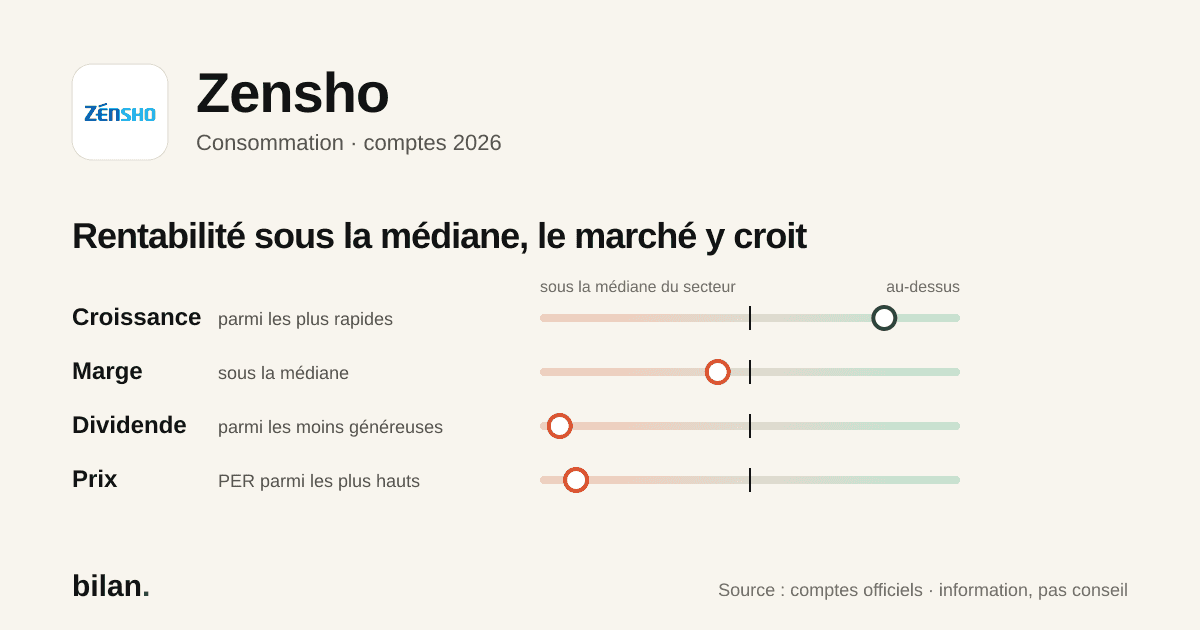 ZÉNSHO
Zensho
Consommation · comptes 2026
Rentabilité sous la médiane, le marché y croit
sous la médiane du secteur au-dessus
Croissance parmi les plus rapides
Marge sous la médiane
Dividende parmi les moins généreuses
Prix PER parmi les plus hauts
bilan.
Source : comptes officiels · information, pas conseil